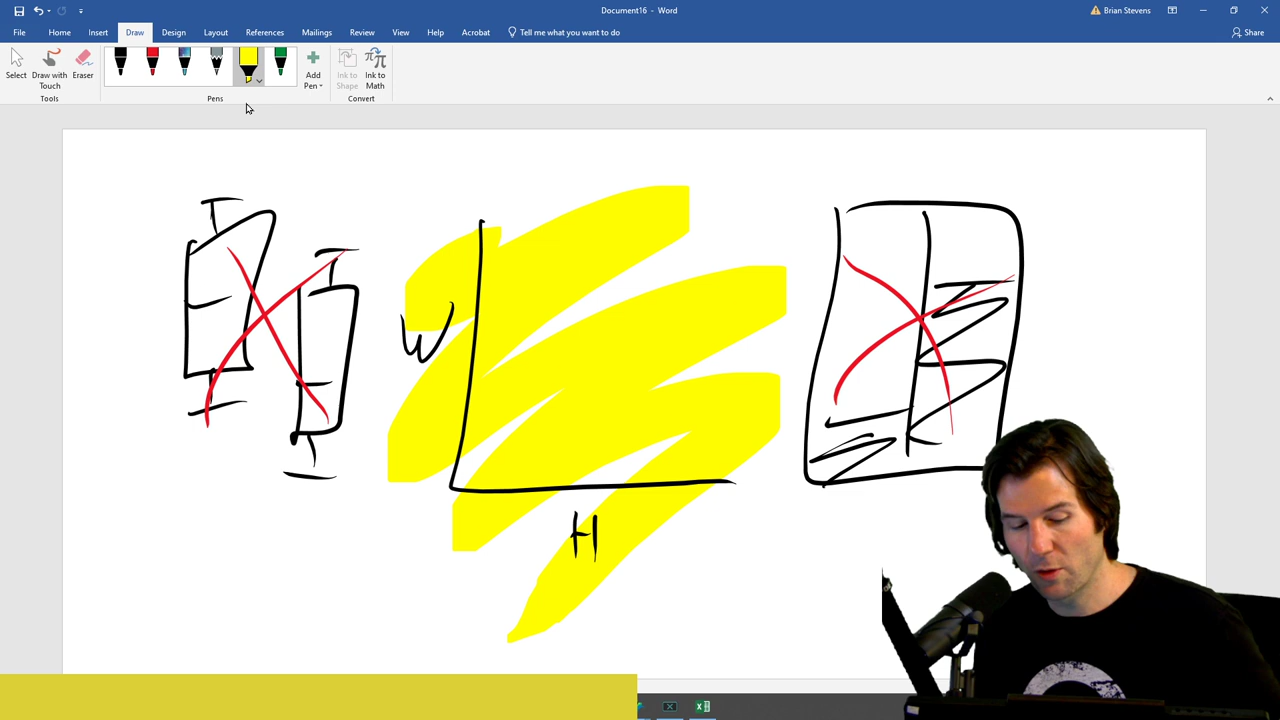 Document16 - Word
Brian Stevens
File Home Insert Draw Design Layout References Mailings Review View Help Acrobat Tell me what you want to do Share
Select
Draw with Touch
Eraser
Add Pen
Ink to Shape
Ink to Math
Tools Pens Convert
W
H